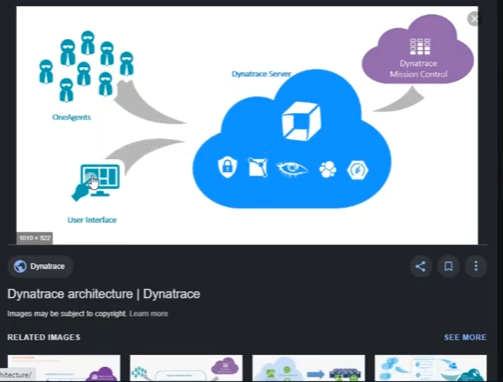 Dynatrace
Mission Control
Dynatrace Server
OneAgents
User Interface
1010 × 522
Dynatrace
Dynatrace architecture | Dynatrace
Images may be subject to copyright. Learn more
RELATED IMAGES
SEE MORE
hitecture/